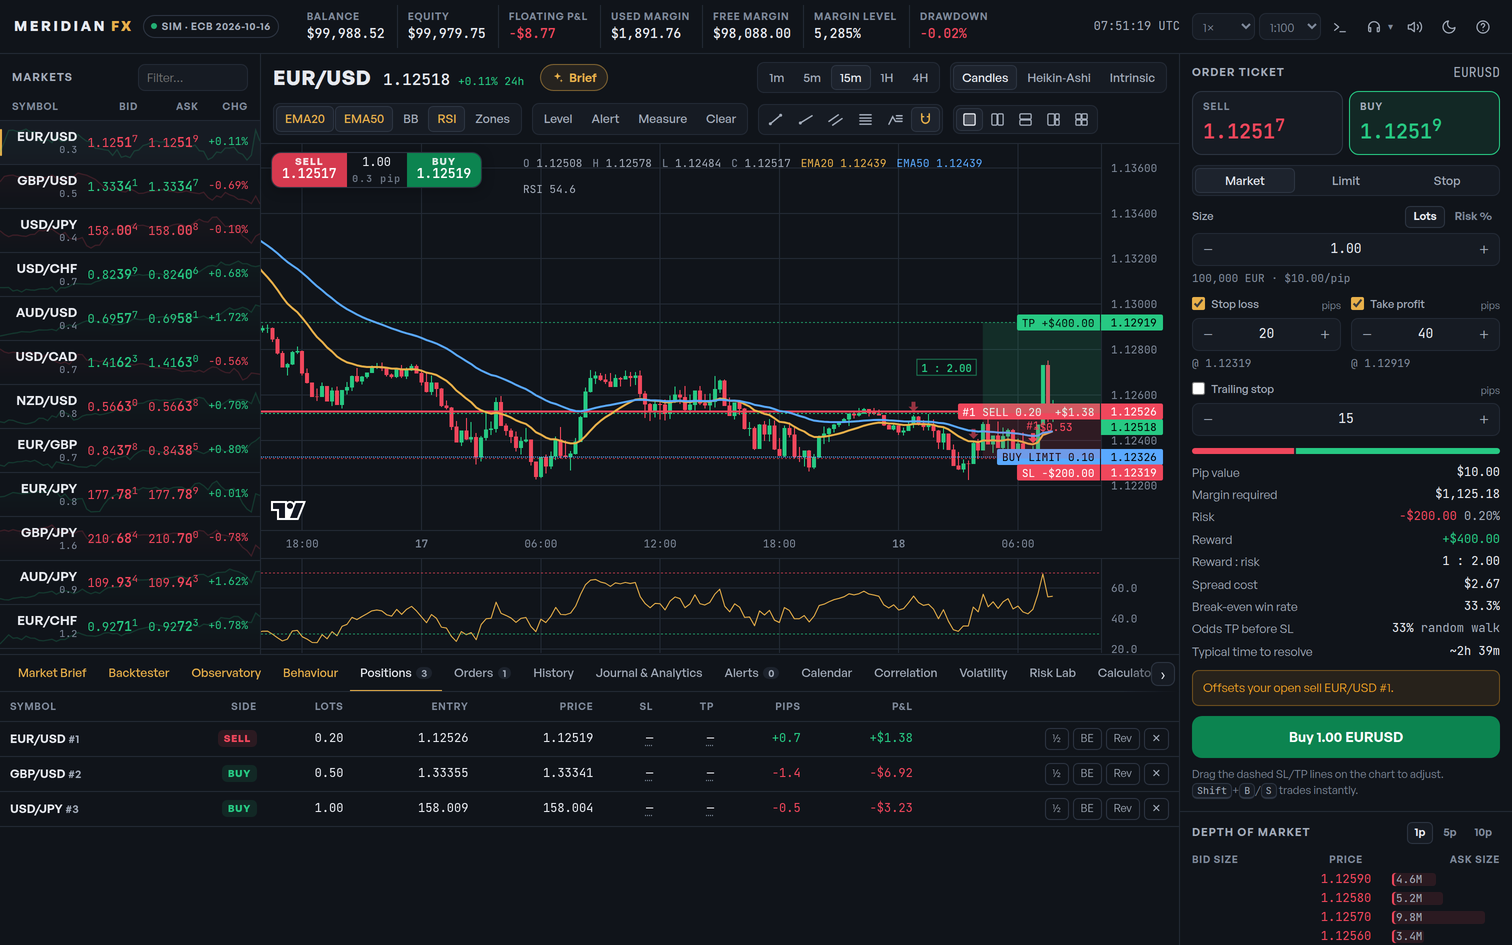 MERIDIAN FX
SIM · ECB 2026-10-16
BALANCE
$99,988.52
EQUITY
$99,979.75
FLOATING P&L
-$8.77
USED MARGIN
$1,891.76
FREE MARGIN
$98,088.00
MARGIN LEVEL
5,285%
DRAWDOWN
-0.02%
07:51:19 UTC
1×
1:100
MARKETS
Filter...
SYMBOL BID ASK CHG
EUR/USD 1.12517 1.12519 +0.11%
0.3
GBP/USD 1.33341 1.33347 -0.69%
0.5
USD/JPY 158.004 158.008 -0.10%
0.4
USD/CHF 0.82399 0.82406 +0.68%
0.7
AUD/USD 0.69577 0.69581 +1.72%
0.4
USD/CAD 1.41623 1.41630 -0.56%
0.7
NZD/USD 0.56630 0.56638 +0.70%
0.8
EUR/GBP 0.84378 0.84385 +0.80%
0.7
EUR/JPY 177.781 177.789 +0.01%
0.8
GBP/JPY 210.684 210.700 -0.78%
1.6
AUD/JPY 109.934 109.943 +1.62%
0.9
EUR/CHF 0.92711 0.92723 +0.78%
1.2
EUR/USD 1.12518 +0.11% 24h
Brief
1m 5m 15m 1H 4H
Candles Heikin-Ashi Intrinsic
EMA20 EMA50 BB RSI Zones
Level Alert Measure Clear
SELL
1.12517
1.00
0.3 pip
BUY
1.12519
O 1.12508 H 1.12578 L 1.12484 C 1.12517 EMA20 1.12439 EMA50 1.12439
RSI 54.6
1.13600
1.13400
1.13200
1.13000
TP +$400.00 1.12919
1.12800
1 : 2.00
1.12600
#1 SELL 0.20 +$1.38 1.12526
1.12518
1.12400
BUY LIMIT 0.10 1.12326
SL -$200.00 1.12319
1.12200
18:00 17 06:00 12:00 18:00 18 06:00
60.0
40.0
20.0
Market Brief Backtester Observatory Behaviour Positions 3 Orders 1 History Journal & Analytics Alerts 0 Calendar Correlation Volatility Risk Lab Calculato
SYMBOL SIDE LOTS ENTRY PRICE SL TP PIPS P&L
EUR/USD #1 SELL 0.20 1.12526 1.12519 — — +0.7 +$1.38 ½ BE Rev ×
GBP/USD #2 BUY 0.50 1.33355 1.33341 — — -1.4 -$6.92 ½ BE Rev ×
USD/JPY #3 BUY 1.00 158.009 158.004 — — -0.5 -$3.23 ½ BE Rev ×
ORDER TICKET EURUSD
SELL
1.12517
BUY
1.12519
Market Limit Stop
Size Lots Risk %
− 1.00 +
100,000 EUR · $10.00/pip
Stop loss pips
− 20 +
@ 1.12319
Take profit pips
− 40 +
@ 1.12919
Trailing stop pips
− 15 +
Pip value $10.00
Margin required $1,125.18
Risk -$200.00 0.20%
Reward +$400.00
Reward : risk 1 : 2.00
Spread cost $2.67
Break-even win rate 33.3%
Odds TP before SL 33% random walk
Typical time to resolve ~2h 39m
Offsets your open sell EUR/USD #1.
Buy 1.00 EURUSD
Drag the dashed SL/TP lines on the chart to adjust.
Shift+B/S trades instantly.
DEPTH OF MARKET 1p 5p 10p
BID SIZE PRICE ASK SIZE
1.12590 4.6M
1.12580 5.2M
1.12570 9.8M
1.12560 3.4M